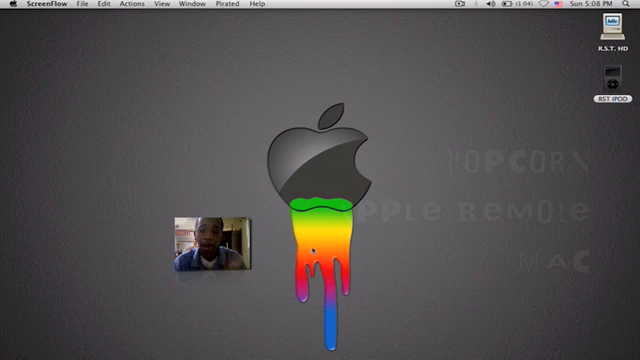 ScreenFlow File Edit Actions View Window Pirated Help (1:04) Sun 5:08 PM
R.S.T. HD
RST IPOD
POPCORN
APPLE REMOTE
MAC